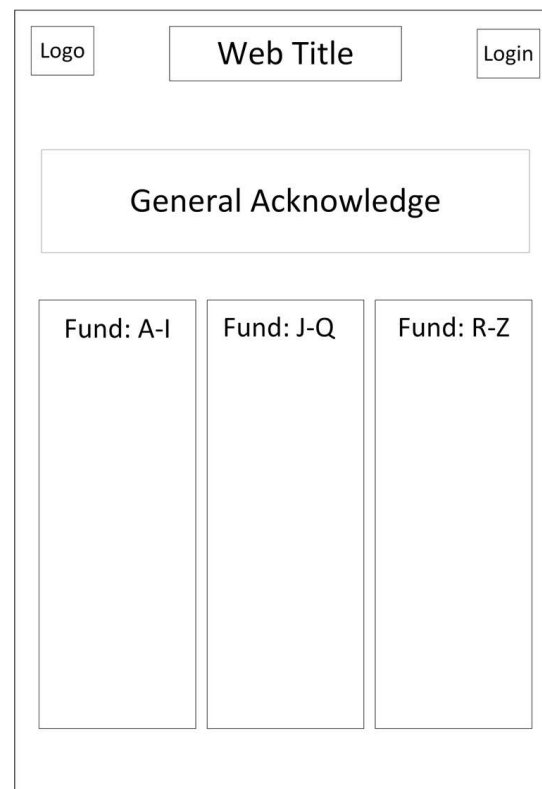 Logo
Web Title
Login
General Acknowledge
Fund: A-I
Fund: J-Q
Fund: R-Z